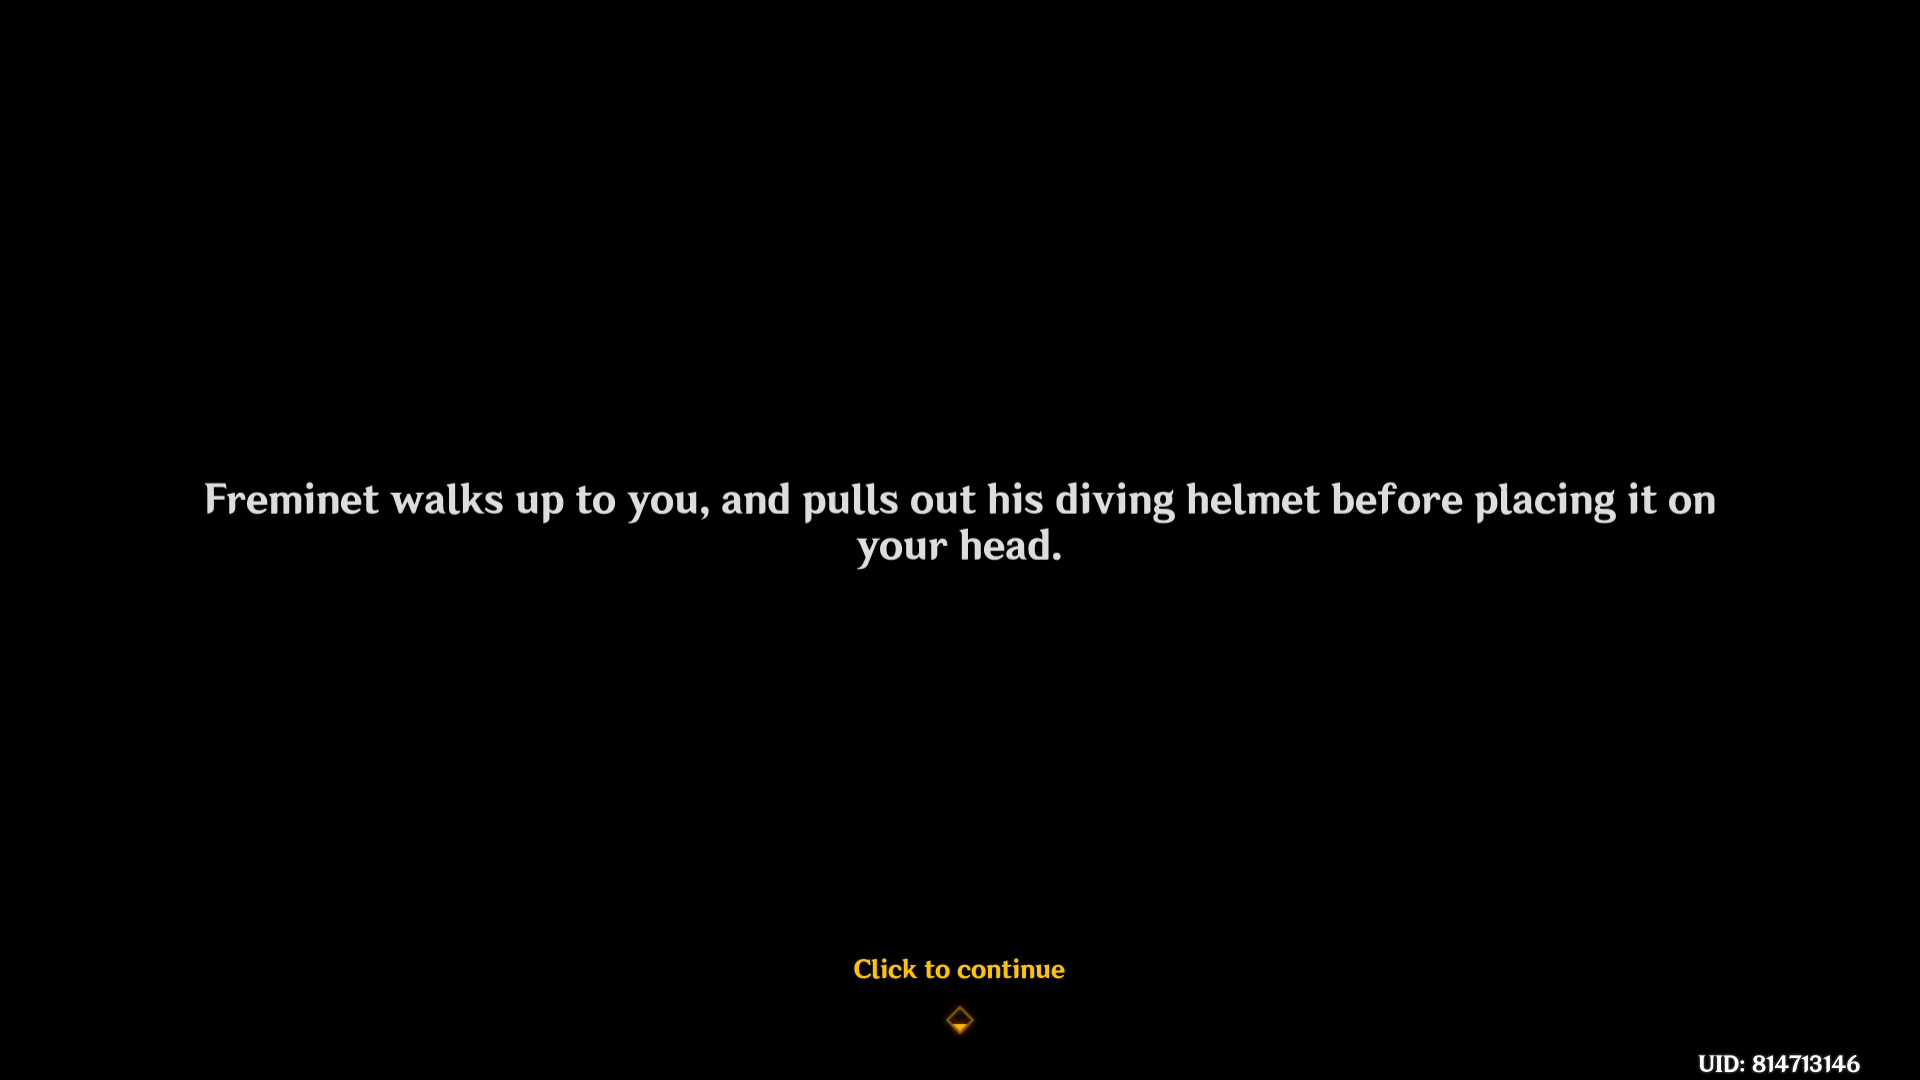 Freminet walks up to you, and pulls out his diving helmet before placing it on
your head.
Click to continue
UID: 814713146